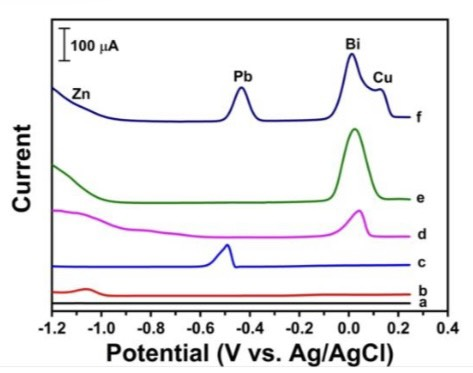 100 µA
Bi
Pb
Cu
Zn
f
e
d
c
b
a
Current
-1.2 -1.0 -0.8 -0.6 -0.4 -0.2 0.0 0.2 0.4
Potential (V vs. Ag/AgCl)